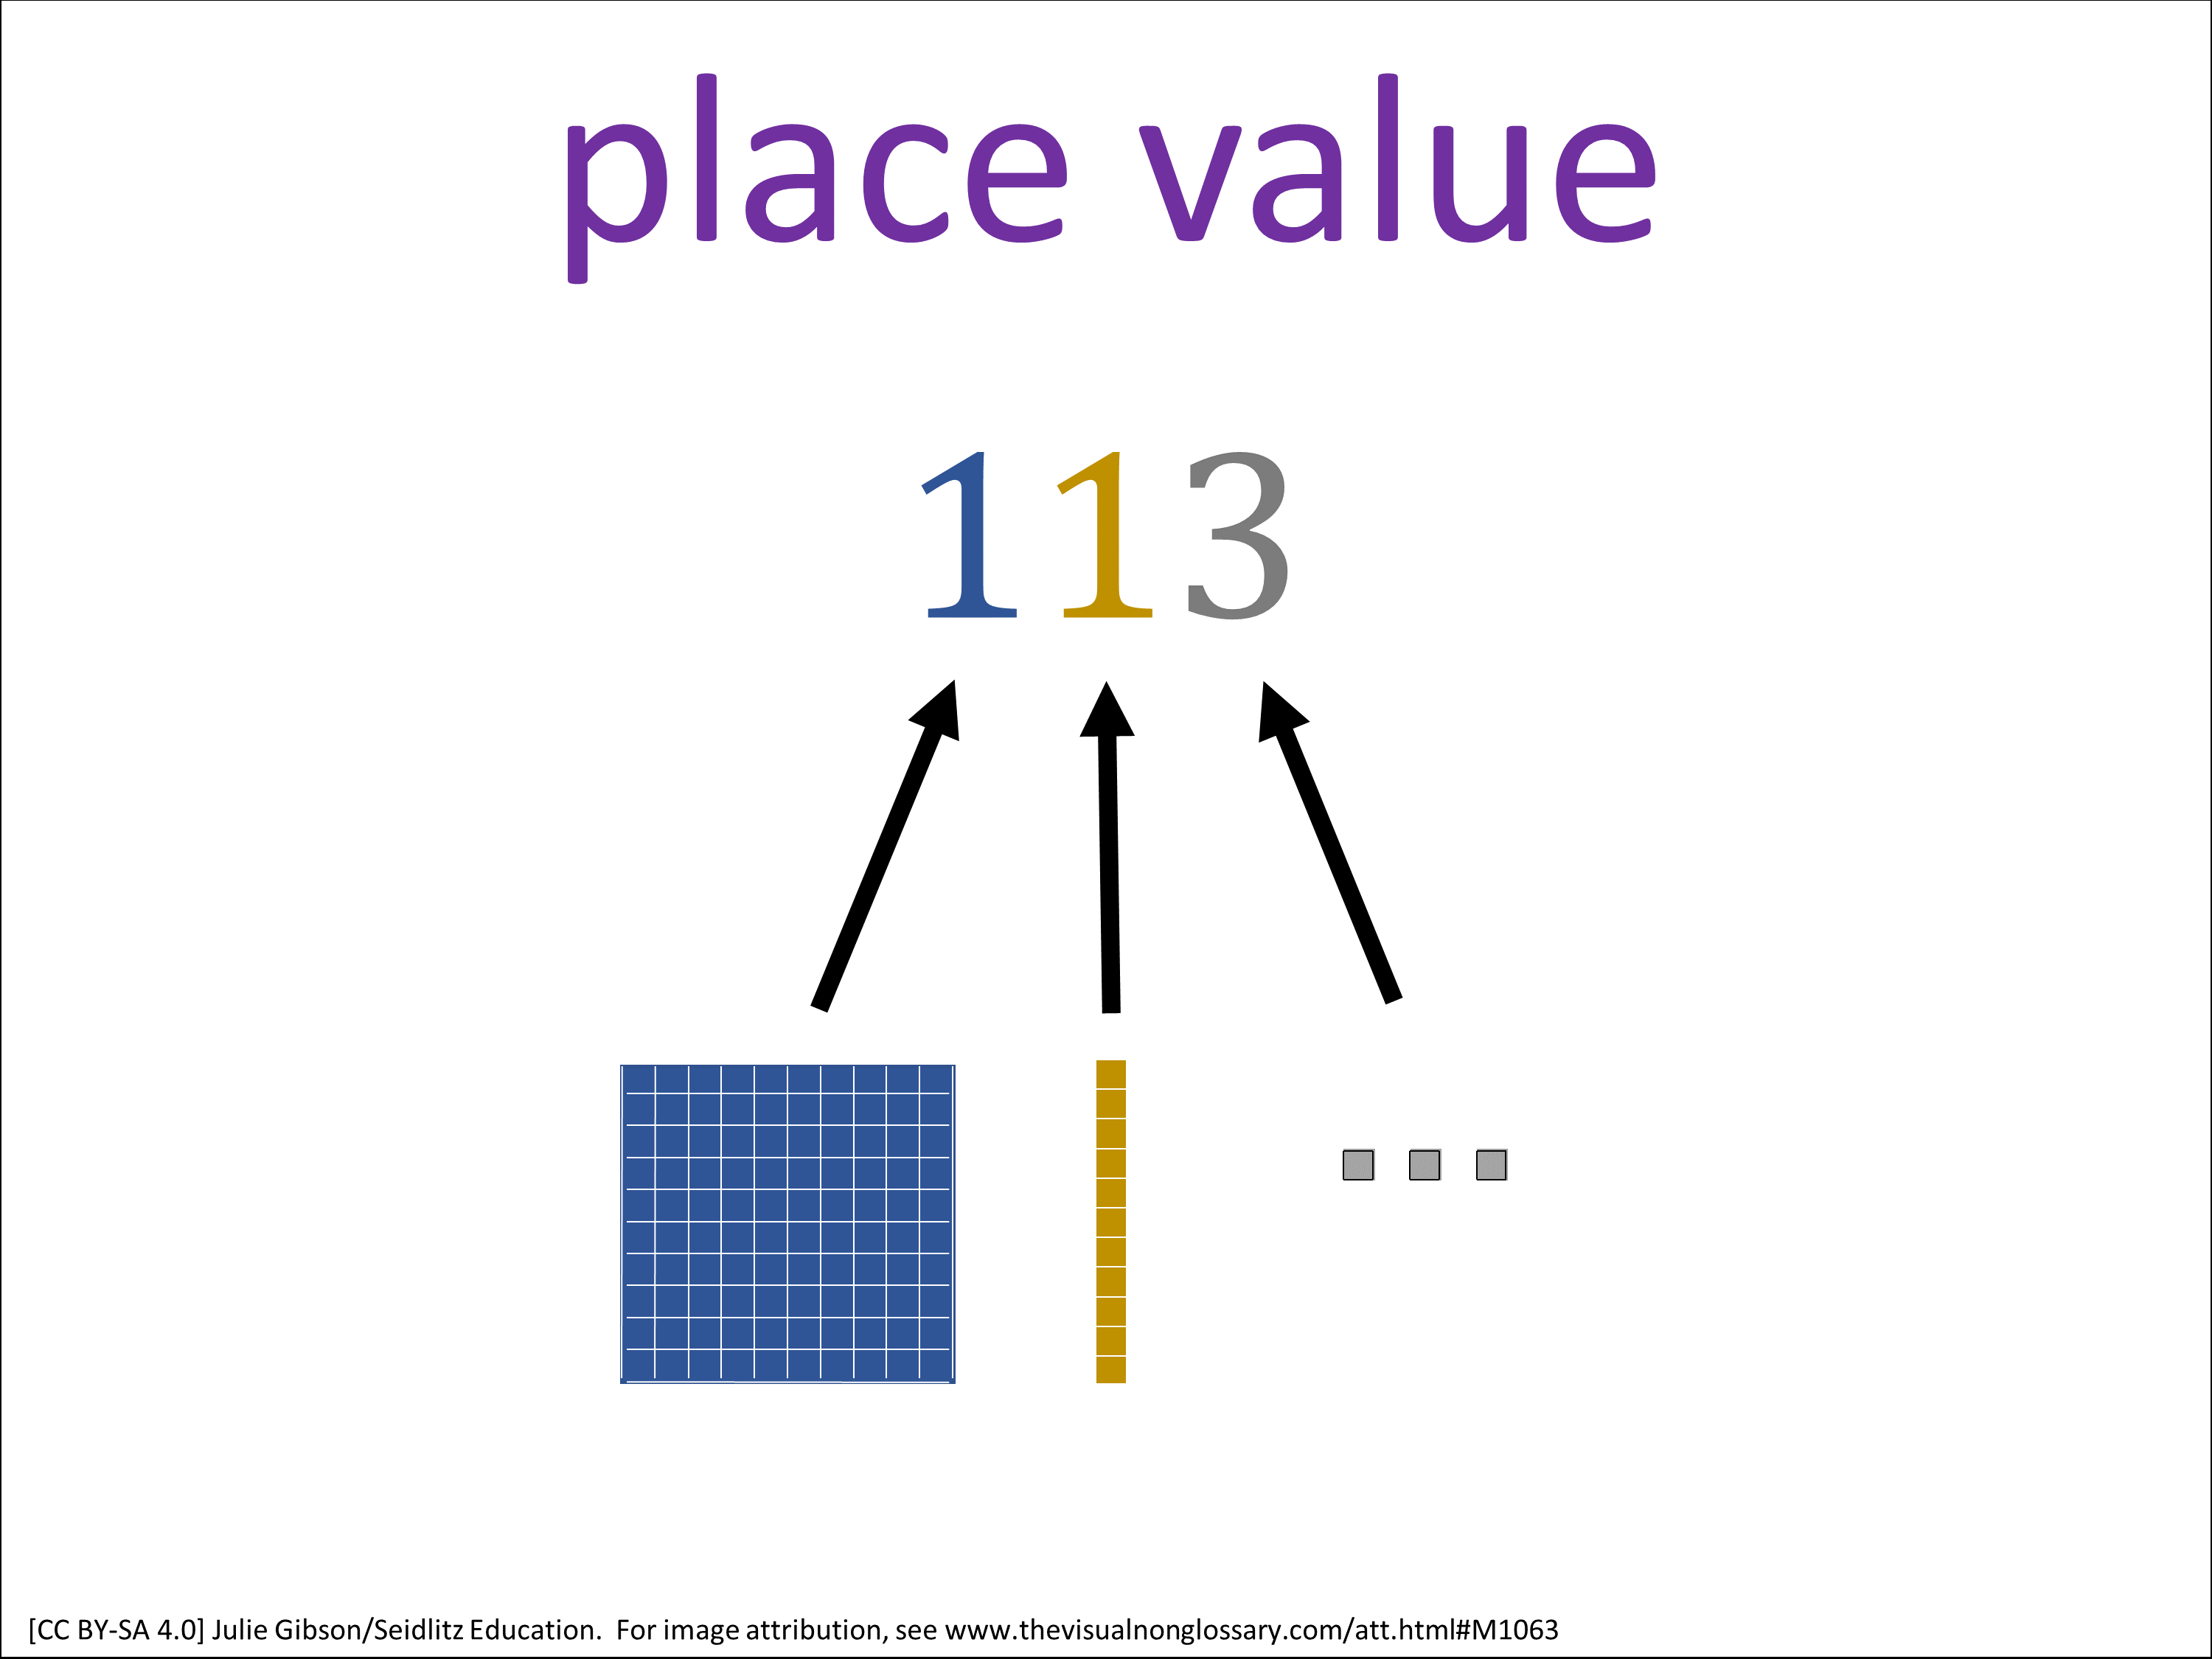 place value
113
[CC BY-SA 4.0] Julie Gibson/Seidlitz Education.  For image attribution, see www.thevisualnonglossary.com/att.html#M1063